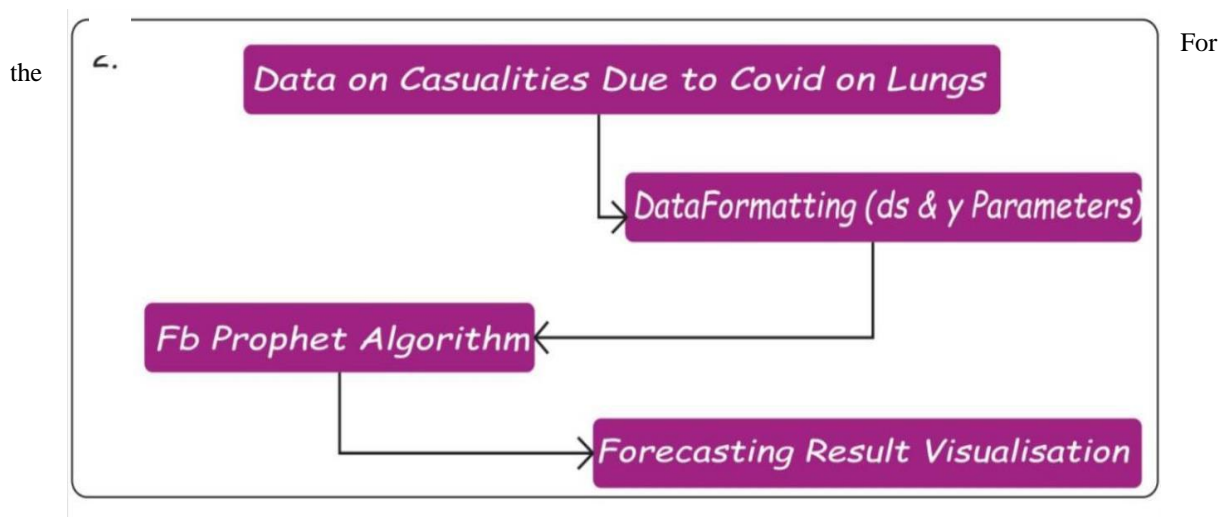 For
the
Data on Casualities Due to Covid on Lungs
DataFormatting (ds & y Parameters)
Fb Prophet Algorithm
Forecasting Result Visualisation